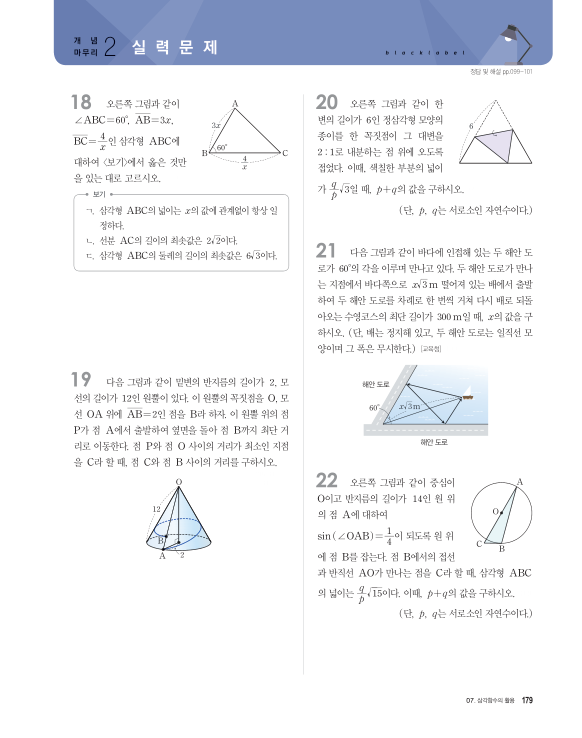 개 념
마무리
2 실 력 문 제
b l a c k l a b e l
정답 및 해설 pp.099~101
18 오른쪽 그림과 같이
∠ABC=60°, AB=3x,
BC=4/x인 삼각형 ABC에
대하여 〈보기〉에서 옳은 것만
을 있는 대로 고르시오.
A
3x
60°
B
C
4/x
보기
ㄱ. 삼각형 ABC의 넓이는 x의 값에 관계없이 항상 일
정하다.
ㄴ. 선분 AC의 길이의 최솟값은 2√2이다.
ㄷ. 삼각형 ABC의 둘레의 길이의 최솟값은 6√3이다.
19 다음 그림과 같이 밑면의 반지름의 길이가 2, 모
선의 길이가 12인 원뿔이 있다. 이 원뿔의 꼭짓점을 O, 모
선 OA 위에 AB=2인 점을 B라 하자. 이 원뿔 위의 점
P가 점 A에서 출발하여 옆면을 돌아 점 B까지 최단 거
리로 이동한다. 점 P와 점 O 사이의 거리가 최소인 지점
을 C라 할 때, 점 C와 점 B 사이의 거리를 구하시오.
O
12
B
A
2
20 오른쪽 그림과 같이 한
변의 길이가 6인 정삼각형 모양의
종이를 한 꼭짓점이 그 대변을
2 : 1로 내분하는 점 위에 오도록
접었다. 이때, 색칠한 부분의 넓이
가 q/p√3일 때, p+q의 값을 구하시오.
(단, p, q는 서로소인 자연수이다.)
6
21 다음 그림과 같이 바다에 인접해 있는 두 해안 도
로가 60°의 각을 이루며 만나고 있다. 두 해안 도로가 만나
는 지점에서 바다쪽으로 x√3 m 떨어져 있는 배에서 출발
하여 두 해안 도로를 차례로 한 번씩 거쳐 다시 배로 되돌
아오는 수영코스의 최단 길이가 300 m일 때, x의 값을 구
하시오. (단, 배는 정지해 있고, 두 해안 도로는 일직선 모
양이며 그 폭은 무시한다.) [교육청]
해안 도로
60°
x√3 m
해안 도로
22 오른쪽 그림과 같이 중심이
O이고 반지름의 길이가 14인 원 위
의 점 A에 대하여
sin(∠OAB)=1/4이 되도록 원 위
에 점 B를 잡는다. 점 B에서의 접선
과 반직선 AO가 만나는 점을 C라 할 때, 삼각형 ABC
의 넓이는 q/p√15이다. 이때, p+q의 값을 구하시오.
(단, p, q는 서로소인 자연수이다.)
A
O
C
B
07. 삼각함수의 활용 179